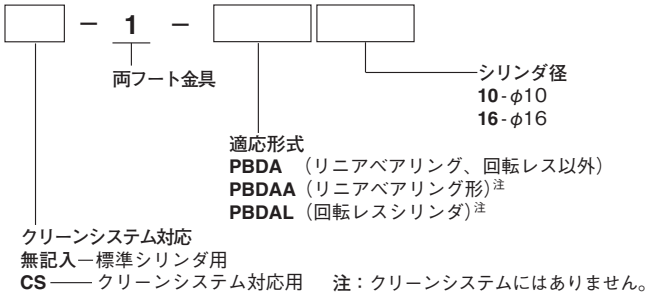 − 1 −
両フート金具
シリンダ径
10-φ10
16-φ16
適応形式
PBDA （リニアベアリング、回転レス以外）
PBDAA（リニアベアリング形）注
PBDAL（回転レスシリンダ）注
クリーンシステム対応
無記入―標準シリンダ用
CS ―― クリーンシステム対応用　注：クリーンシステムにはありません。